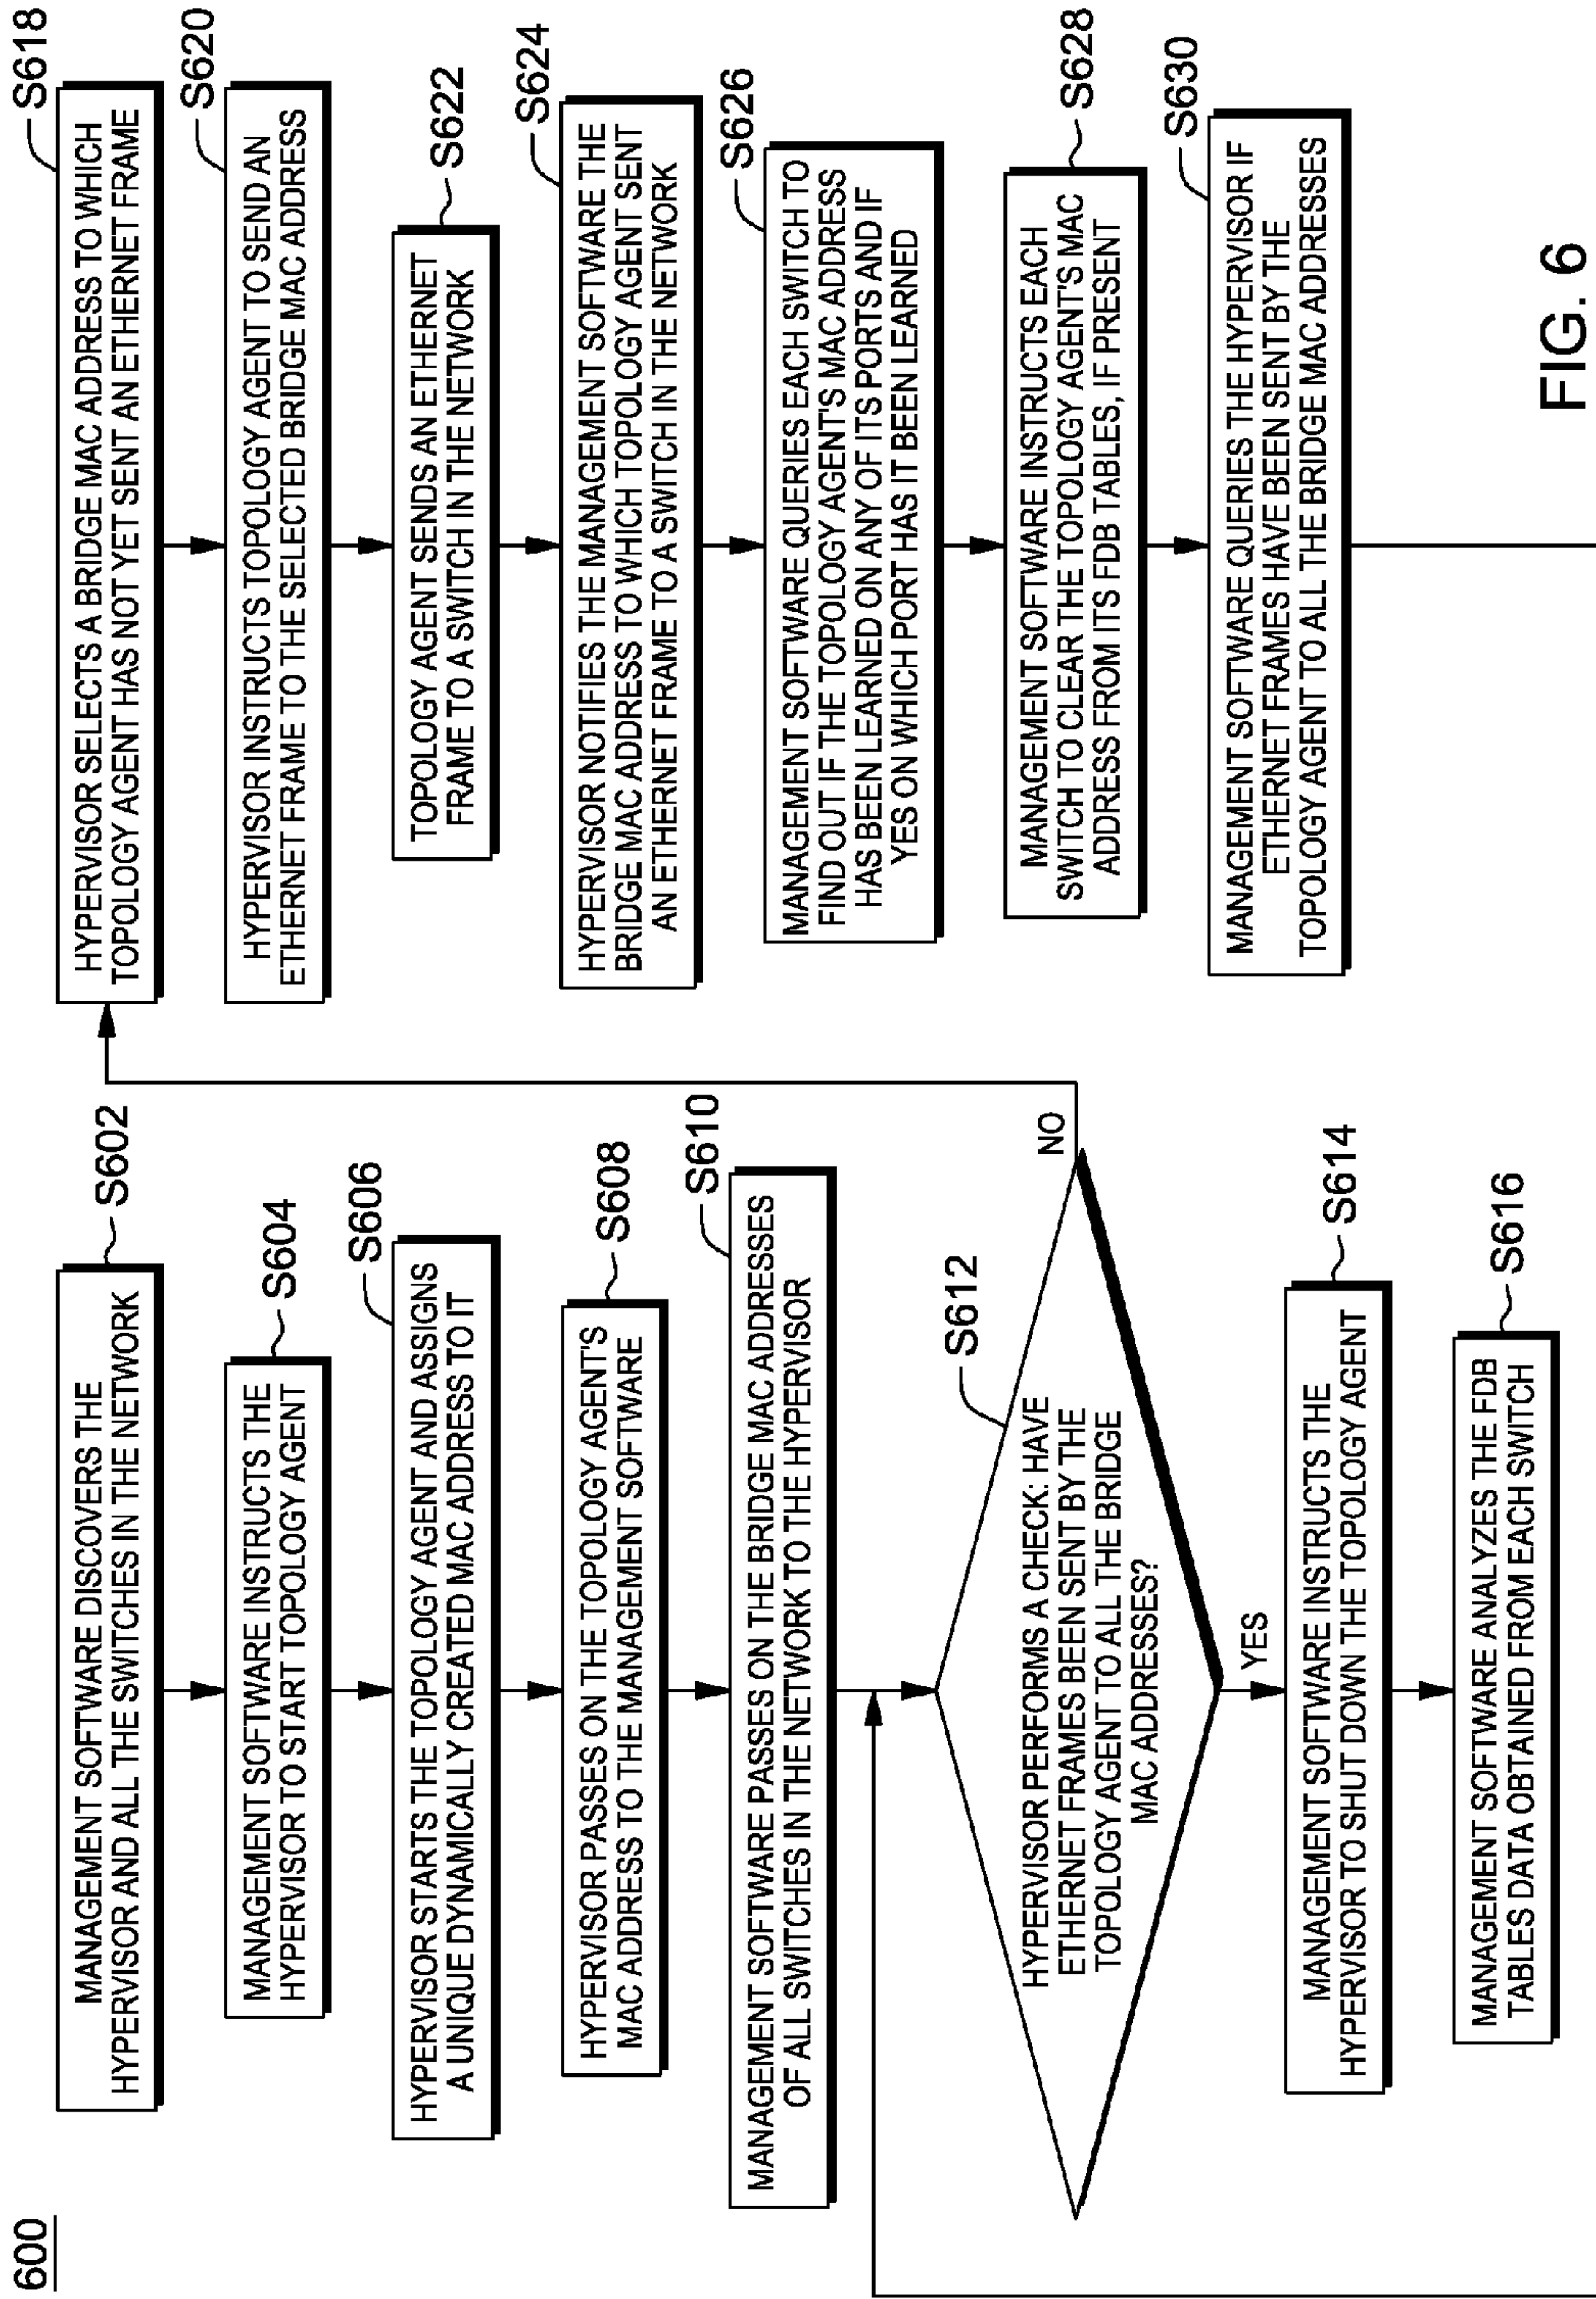 600
MANAGEMENT SOFTWARE DISCOVERS THE
HYPERVISOR AND ALL THE SWITCHES IN THE NETWORK
S602
MANAGEMENT SOFTWARE INSTRUCTS THE
HYPERVISOR TO START TOPOLOGY AGENT
S604
HYPERVISOR STARTS THE TOPOLOGY AGENT AND ASSIGNS
A UNIQUE DYNAMICALLY CREATED MAC ADDRESS TO IT
S606
HYPERVISOR PASSES ON THE TOPOLOGY AGENT'S
MAC ADDRESS TO THE MANAGEMENT SOFTWARE
S608
MANAGEMENT SOFTWARE PASSES ON THE BRIDGE MAC ADDRESSES
OF ALL SWITCHES IN THE NETWORK TO THE HYPERVISOR
S610
HYPERVISOR PERFORMS A CHECK: HAVE
ETHERNET FRAMES BEEN SENT BY THE
TOPOLOGY AGENT TO ALL THE BRIDGE
MAC ADDRESSES?
S612
NO
YES
MANAGEMENT SOFTWARE INSTRUCTS THE
HYPERVISOR TO SHUT DOWN THE TOPOLOGY AGENT
S614
MANAGEMENT SOFTWARE ANALYZES THE FDB
TABLES DATA OBTAINED FROM EACH SWITCH
S616
HYPERVISOR SELECTS A BRIDGE MAC ADDRESS TO WHICH
TOPOLOGY AGENT HAS NOT YET SENT AN ETHERNET FRAME
S618
HYPERVISOR INSTRUCTS TOPOLOGY AGENT TO SEND AN
ETHERNET FRAME TO THE SELECTED BRIDGE MAC ADDRESS
S620
TOPOLOGY AGENT SENDS AN ETHERNET
FRAME TO A SWITCH IN THE NETWORK
S622
HYPERVISOR NOTIFIES THE MANAGEMENT SOFTWARE THE
BRIDGE MAC ADDRESS TO WHICH TOPOLOGY AGENT SENT
AN ETHERNET FRAME TO A SWITCH IN THE NETWORK
S624
MANAGEMENT SOFTWARE QUERIES EACH SWITCH TO
FIND OUT IF THE TOPOLOGY AGENT'S MAC ADDRESS
HAS BEEN LEARNED ON ANY OF ITS PORTS AND IF
YES ON WHICH PORT HAS IT BEEN LEARNED
S626
MANAGEMENT SOFTWARE INSTRUCTS EACH
SWITCH TO CLEAR THE TOPOLOGY AGENT'S MAC
ADDRESS FROM ITS FDB TABLES, IF PRESENT
S628
MANAGEMENT SOFTWARE QUERIES THE HYPERVISOR IF
ETHERNET FRAMES HAVE BEEN SENT BY THE
TOPOLOGY AGENT TO ALL THE BRIDGE MAC ADDRESSES
S630
FIG. 6